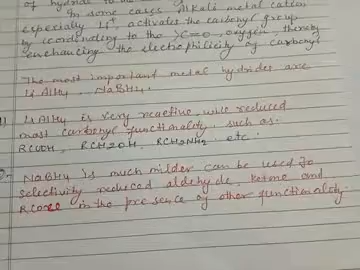 of hydride to the
In some cases Alkali metal cation
especially Li+, activates the carbonyl group
by coordinating to the >C=O, oxygen, thereby
enhancing the electrophilicity of carbonyl
The most important metal hydrides are
LiAlH4, NaBH4.
LiAlH4 is very reactive, will reduced
most carbonyl functionality, such as.
RCOOH, RCH2OH, RCH2NH2 etc.
NaBH4 is much milder can be used to
selectivity reduced aldehyde, ketone and
in the presence of other functionality.